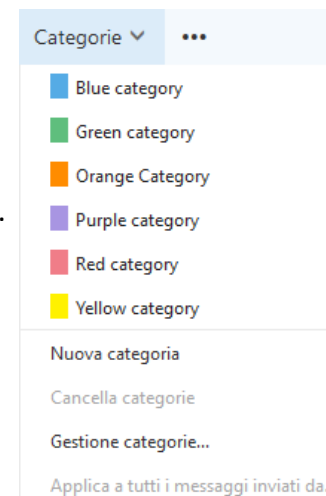 Categorie •••
Blue category
Green category
Orange Category
Purple category
Red category
Yellow category
Nuova categoria
Cancella categorie
Gestione categorie...
Applica a tutti i messaggi inviati da